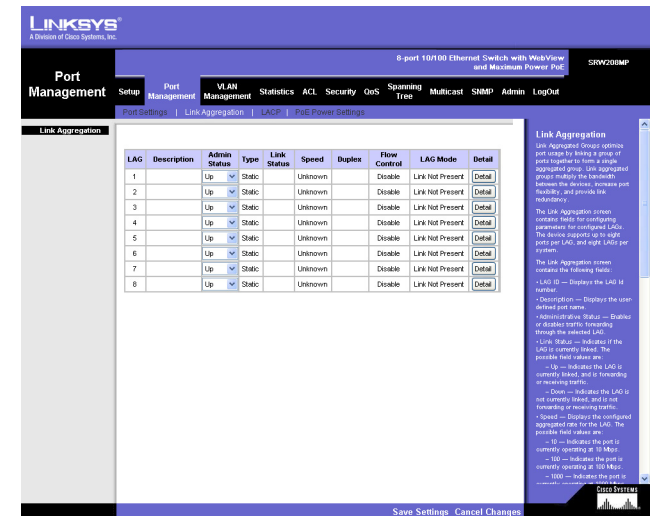 LINKSYS®
A Division of Cisco Systems, Inc.
8-port 10/100 Ethernet Switch with WebView
and Maximum Power PoE
SRW208MP
Port
Management
Setup Port Management VLAN Management Statistics ACL Security QoS Spanning Tree Multicast SNMP Admin LogOut
Port Settings | Link Aggregation | LACP | PoE Power Settings
Link Aggregation
LAG Description Admin Status Type Link Status Speed Duplex Flow Control LAG Mode Detail
1 Up Static Unknown Disable Link Not Present Detail
2 Up Static Unknown Disable Link Not Present Detail
3 Up Static Unknown Disable Link Not Present Detail
4 Up Static Unknown Disable Link Not Present Detail
5 Up Static Unknown Disable Link Not Present Detail
6 Up Static Unknown Disable Link Not Present Detail
7 Up Static Unknown Disable Link Not Present Detail
8 Up Static Unknown Disable Link Not Present Detail
Link Aggregation
Link Aggregated Groups optimize
port usage by linking a group of
ports together to form a single
aggregated group. Link aggregated
groups multiply the bandwidth
between the devices, increase port
flexibility, and provide link
redundancy.
The Link Aggregation screen
contains fields for configuring
parameters for configured LAGs.
The device supports up to eight
ports per LAG, and eight LAGs per
system.
The Link Aggregation screen
contains the following fields:
• LAG ID — Displays the LAG Id
number.
• Description — Displays the user-
defined port name.
• Administrative Status — Enables
or disables traffic forwarding
through the selected LAG.
• Link Status — Indicates if the
LAG is currently linked. The
possible field values are:
– Up — Indicates the LAG is
currently linked, and is forwarding
or receiving traffic.
– Down — Indicates the LAG is
not currently linked, and is not
forwarding or receiving traffic.
• Speed — Displays the configured
aggregated rate for the LAG. The
possible field values are:
– 10 — Indicates the port is
currently operating at 10 Mbps.
– 100 — Indicates the port is
currently operating at 100 Mbps.
– 1000 — Indicates the port is
Save Settings Cancel Changes
CISCO SYSTEMS